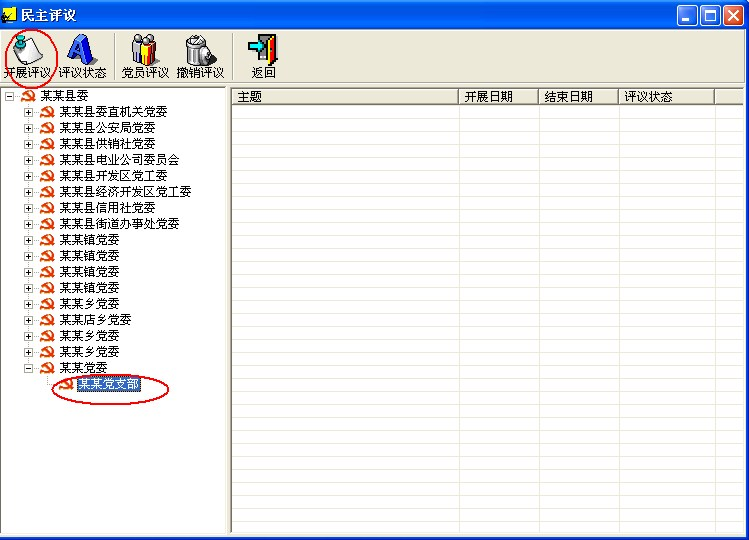 民主评议
开展评议 评议状态 党员评议 撤销评议 返回
主题 开展日期 结束日期 评议状态
某某县委
某某县委直机关党委
某某县公安局党委
某某县供销社党委
某某县电业公司委员会
某某县开发区党工委
某某县经济开发区党工委
某某县信用社党委
某某县街道办事处党委
某某镇党委
某某镇党委
某某镇党委
某某镇党委
某某乡党委
某某店乡党委
某某乡党委
某某乡党委
某某党委
某某党支部